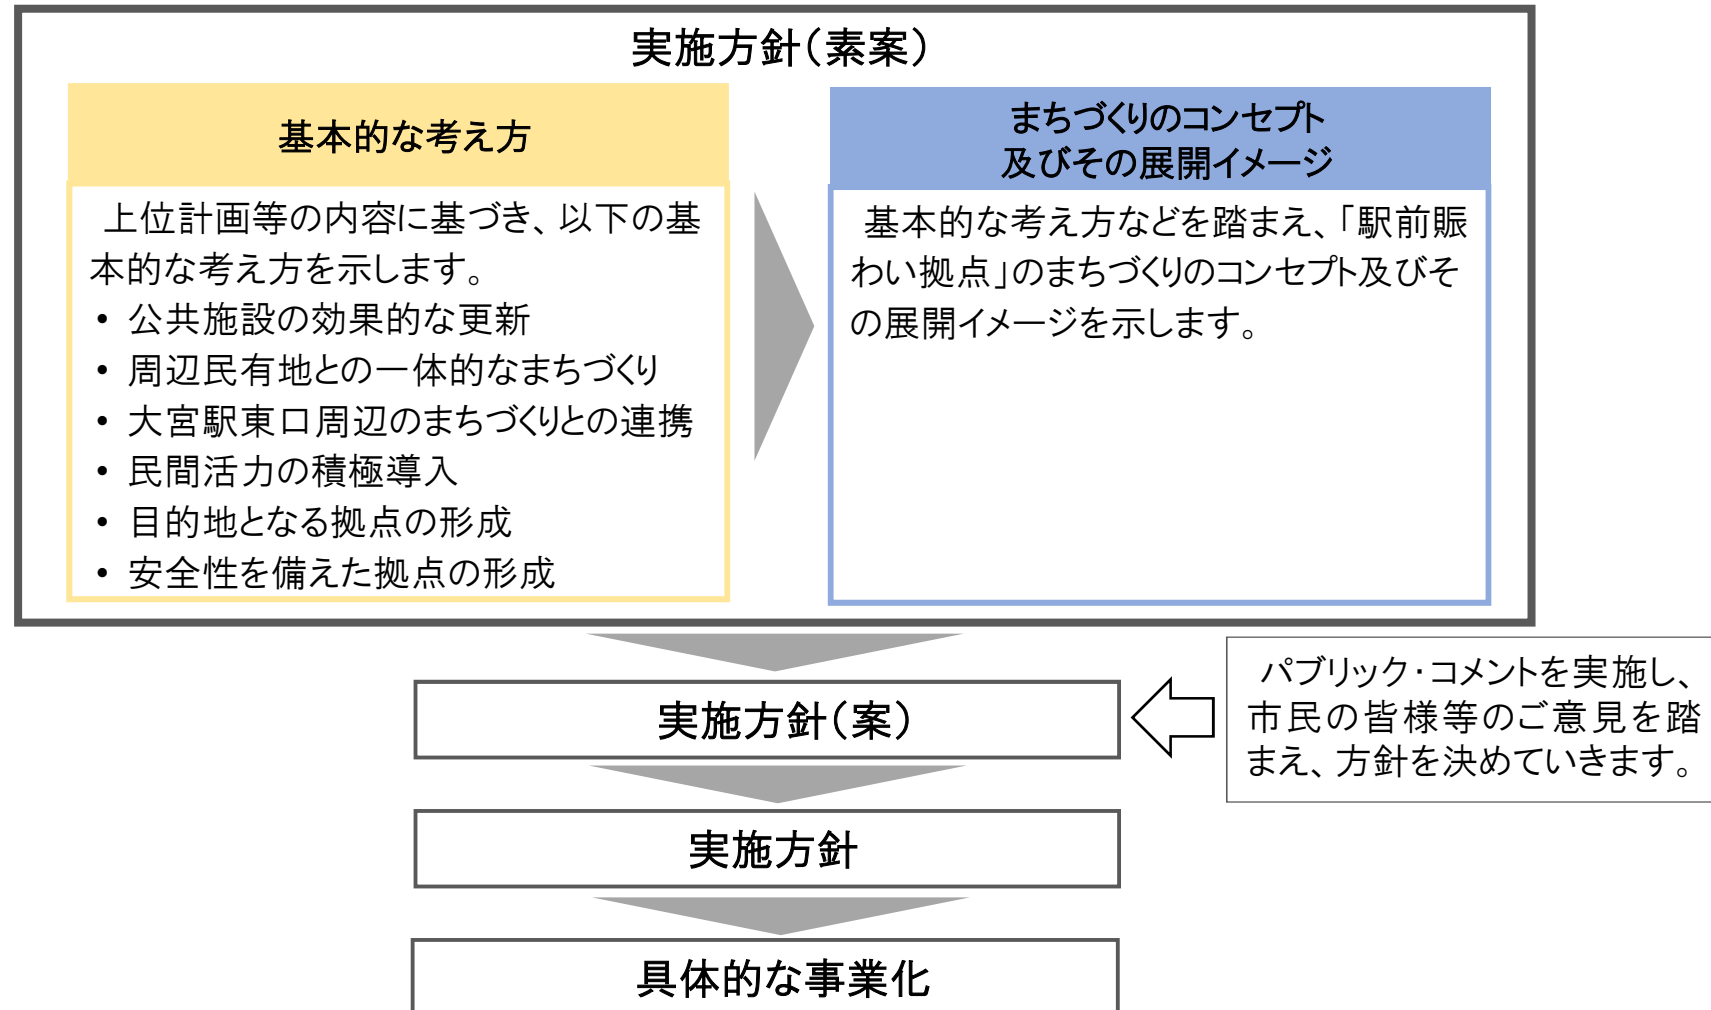 実施方針（素案）
基本的な考え方
上位計画等の内容に基づき、以下の基
本的な考え方を示します。
• 公共施設の効果的な更新
• 周辺民有地との一体的なまちづくり
• 大宮駅東口周辺のまちづくりとの連携
• 民間活力の積極導入
• 目的地となる拠点の形成
• 安全性を備えた拠点の形成
まちづくりのコンセプト
及びその展開イメージ
基本的な考え方などを踏まえ、「駅前賑
わい拠点」のまちづくりのコンセプト及びそ
の展開イメージを示します。
実施方針（案）
パブリック・コメントを実施し、
市民の皆様等のご意見を踏
まえ、方針を決めていきます。
実施方針
具体的な事業化